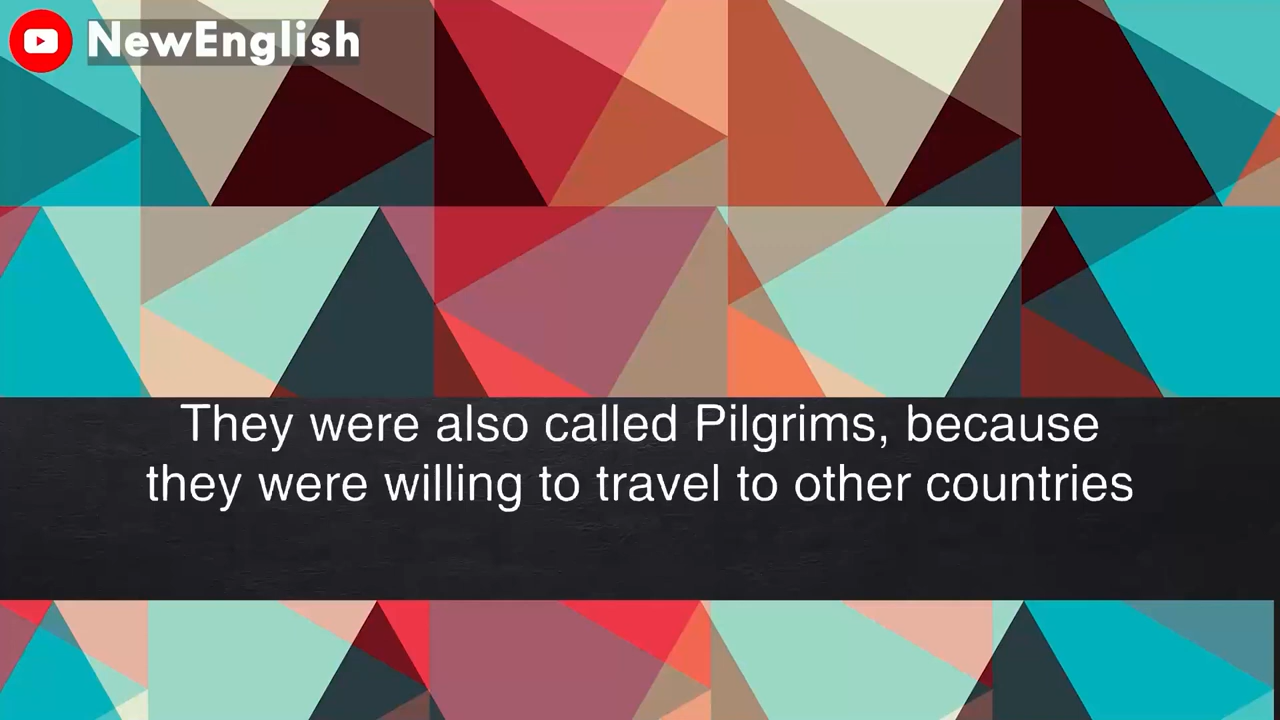 NewEnglish
They were also called Pilgrims, because
they were willing to travel to other countries